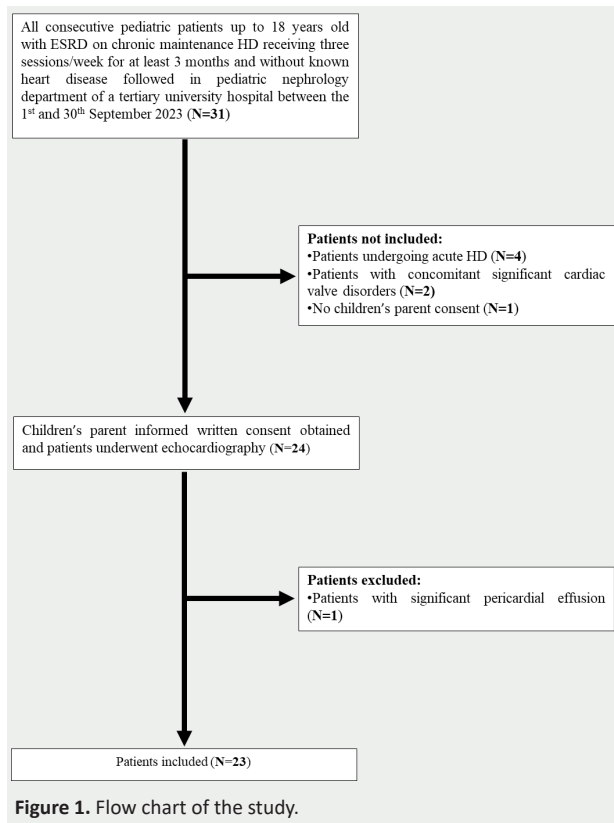 All consecutive pediatric patients up to 18 years old
with ESRD on chronic maintenance HD receiving three
sessions/week for at least 3 months and without known
heart disease followed in pediatric nephrology
department of a tertiary university hospital between the
1st and 30th September 2023 (N=31)
Patients not included:
•Patients undergoing acute HD (N=4)
•Patients with concomitant significant cardiac
valve disorders (N=2)
•No children's parent consent (N=1)
Children's parent informed written consent obtained
and patients underwent echocardiography (N=24)
Patients excluded:
•Patients with significant pericardial effusion
(N=1)
Patients included (N=23)
Figure 1. Flow chart of the study.